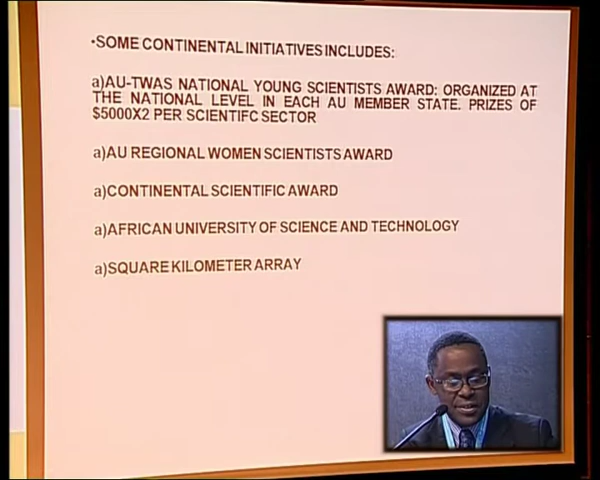 •SOME CONTINENTAL INITIATIVES INCLUDES:
a)AU-TWAS NATIONAL YOUNG SCIENTISTS AWARD: ORGANIZED AT
THE NATIONAL LEVEL IN EACH AU MEMBER STATE. PRIZES OF
$5000X2 PER SCIENTIFC SECTOR
a)AU REGIONAL WOMEN SCIENTISTS AWARD
a)CONTINENTAL SCIENTIFIC AWARD
a)AFRICAN UNIVERSITY OF SCIENCE AND TECHNOLOGY
a)SQUARE KILOMETER ARRAY